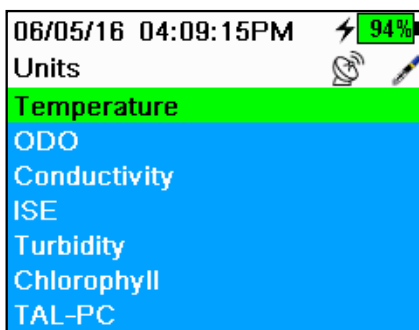 06/05/16 04:09:15PM 94%
Units
Temperature
ODO
Conductivity
ISE
Turbidity
Chlorophyll
TAL-PC